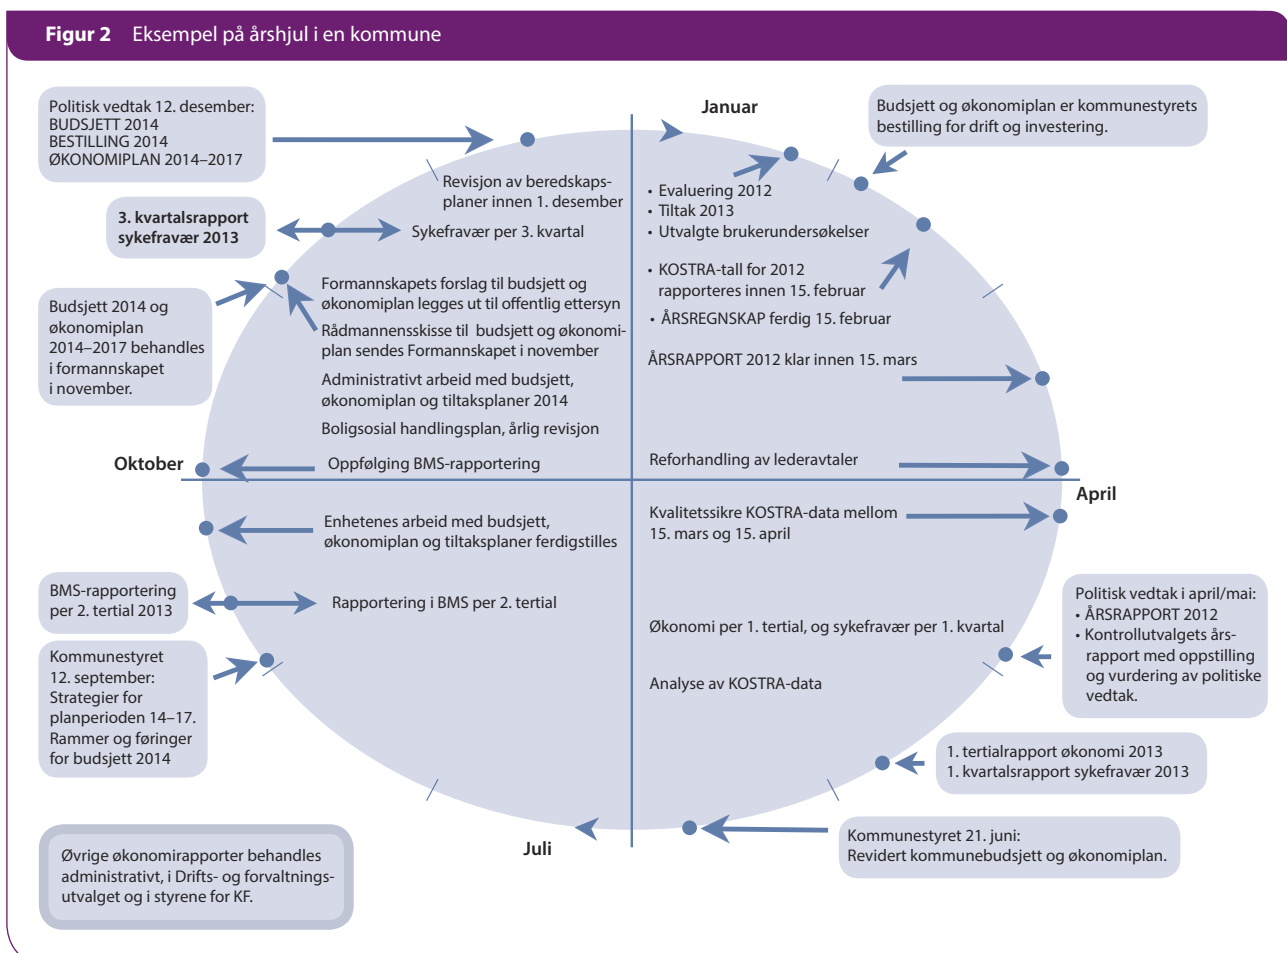 Figur 2 Eksempel på årshjul i en kommune
Januar
Politisk vedtak 12. desember:
BUDSJETT 2014
BESTILLING 2014
ØKONOMIPLAN 2014–2017
Budsjett og økonomiplan er kommunestyrets
bestilling for drift og investering.
Revisjon av beredskaps-
planer innen 1. desember
3. kvartalsrapport
sykefravær 2013
Sykefravær per 3. kvartal
• Evaluering 2012
• Tiltak 2013
• Utvalgte brukerundersøkelser
• KOSTRA-tall for 2012
rapporteres innen 15. februar
• ÅRSREGNSKAP ferdig 15. februar
ÅRSRAPPORT 2012 klar innen 15. mars
Formannskapets forslag til budsjett og
økonomiplan legges ut til offentlig ettersyn
Rådmannensskisse til budsjett og økonomi-
plan sendes Formannskapet i november
Administrativt arbeid med budsjett,
økonomiplan og tiltaksplaner 2014
Boligsosial handlingsplan, årlig revisjon
Budsjett 2014 og
økonomiplan
2014–2017 behandles
i formannskapet
i november.
Oktober
Oppfølging BMS-rapportering
Reforhandling av lederavtaler
April
Enhetenes arbeid med budsjett,
økonomiplan og tiltaksplaner ferdigstilles
Kvalitetssikre KOSTRA-data mellom
15. mars og 15. april
BMS-rapportering
per 2. tertial 2013
Rapportering i BMS per 2. tertial
Politisk vedtak i april/mai:
• ÅRSRAPPORT 2012
• Kontrollutvalgets års-
rapport med oppstilling
og vurdering av politiske
vedtak.
Økonomi per 1. tertial, og sykefravær per 1. kvartal
Analyse av KOSTRA-data
Kommunestyret
12. september:
Strategier for
planperioden 14–17.
Rammer og føringer
for budsjett 2014
1. tertialrapport økonomi 2013
1. kvartalsrapport sykefravær 2013
Juli
Kommunestyret 21. juni:
Revidert kommunebudsjett og økonomiplan.
Øvrige økonomirapporter behandles
administrativt, i Drifts- og forvaltnings-
utvalget og i styrene for KF.